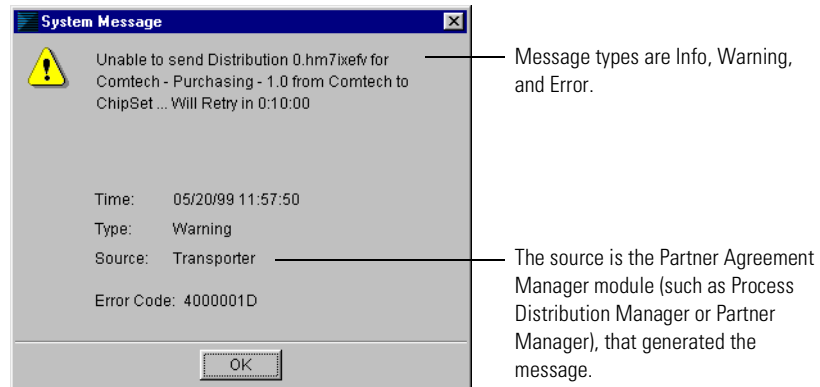 System Message
Unable to send Distribution 0.hm7ixefv for
Comtech - Purchasing - 1.0 from Comtech to
ChipSet ... Will Retry in 0:10:00
Time: 05/20/99 11:57:50
Type: Warning
Source: Transporter
Error Code: 4000001D
OK
Message types are Info, Warning,
and Error.
The source is the Partner Agreement
Manager module (such as Process
Distribution Manager or Partner
Manager), that generated the
message.